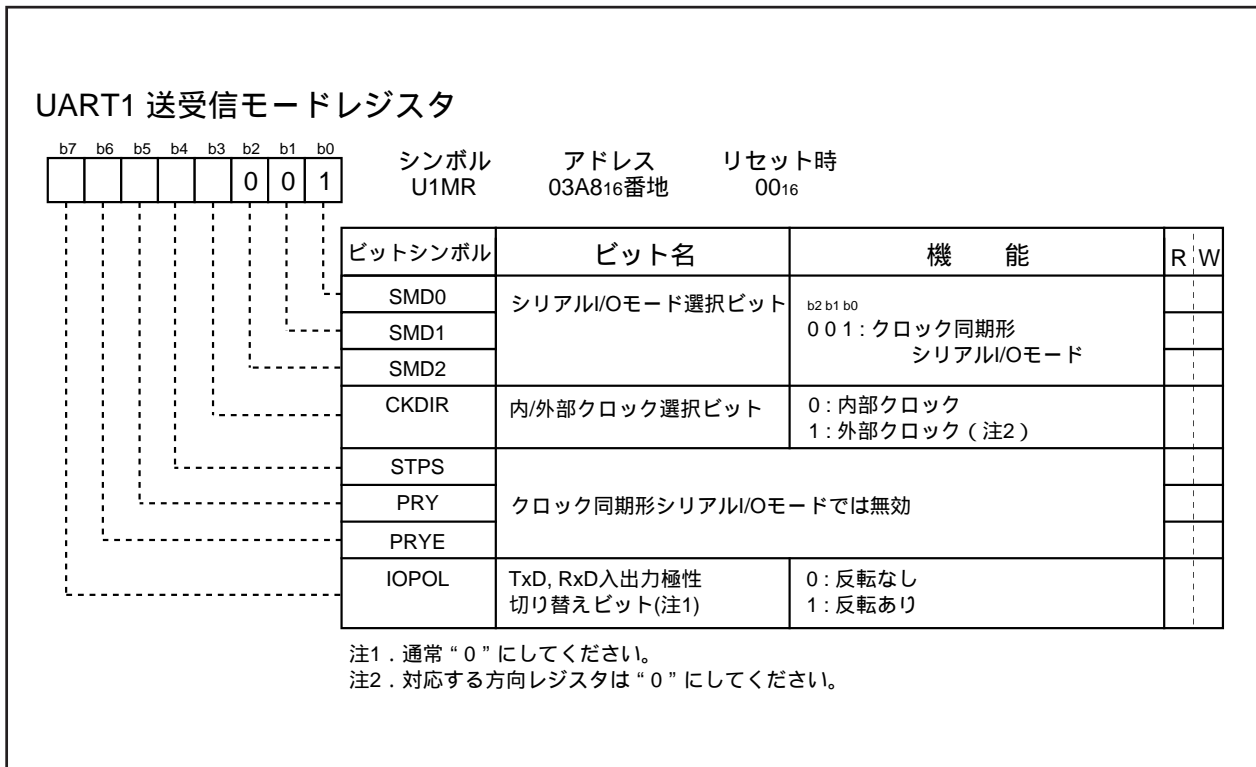 UART1 送受信モードレジスタ
b7 b6 b5 b4 b3 b2 b1 b0
0 0 1
シンボル アドレス リセット時
U1MR 03A816番地 0016
ビットシンボル ビット名 機 能 R W
SMD0 シリアルI/Oモード選択ビット b2 b1 b0
SMD1 0 0 1 : クロック同期形
シリアルI/Oモード
SMD2
CKDIR 内/外部クロック選択ビット 0 : 内部クロック
1 : 外部クロック（注2）
STPS
PRY クロック同期形シリアルI/Oモードでは無効
PRYE
IOPOL TxD, RxD入出力極性 0 : 反転なし
切り替えビット(注1) 1 : 反転あり
注1．通常“0”にしてください。
注2．対応する方向レジスタは“0”にしてください。